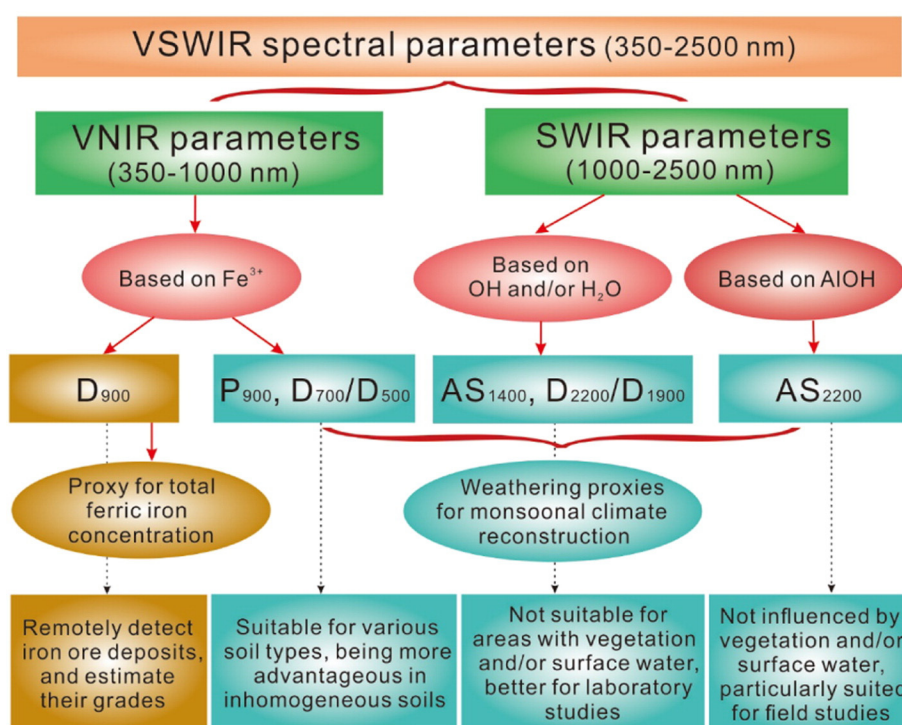 VSWIR spectral parameters (350-2500 nm)
VNIR parameters
(350-1000 nm)
SWIR parameters
(1000-2500 nm)
Based on Fe³⁺
Based on
OH and/or H₂O
Based on AlOH
D₉₀₀
P₉₀₀, D₇₀₀/D₅₀₀
AS₁₄₀₀, D₂₂₀₀/D₁₉₀₀
AS₂₂₀₀
Proxy for total
ferric iron
concentration
Weathering proxies
for monsoonal climate
reconstruction
Remotely detect
iron ore deposits,
and estimate
their grades
Suitable for various
soil types, being more
advantageous in
inhomogeneous soils
Not suitable for
areas with vegetation
and/or surface water,
better for laboratory
studies
Not influenced by
vegetation and/or
surface water,
particularly suited
for field studies